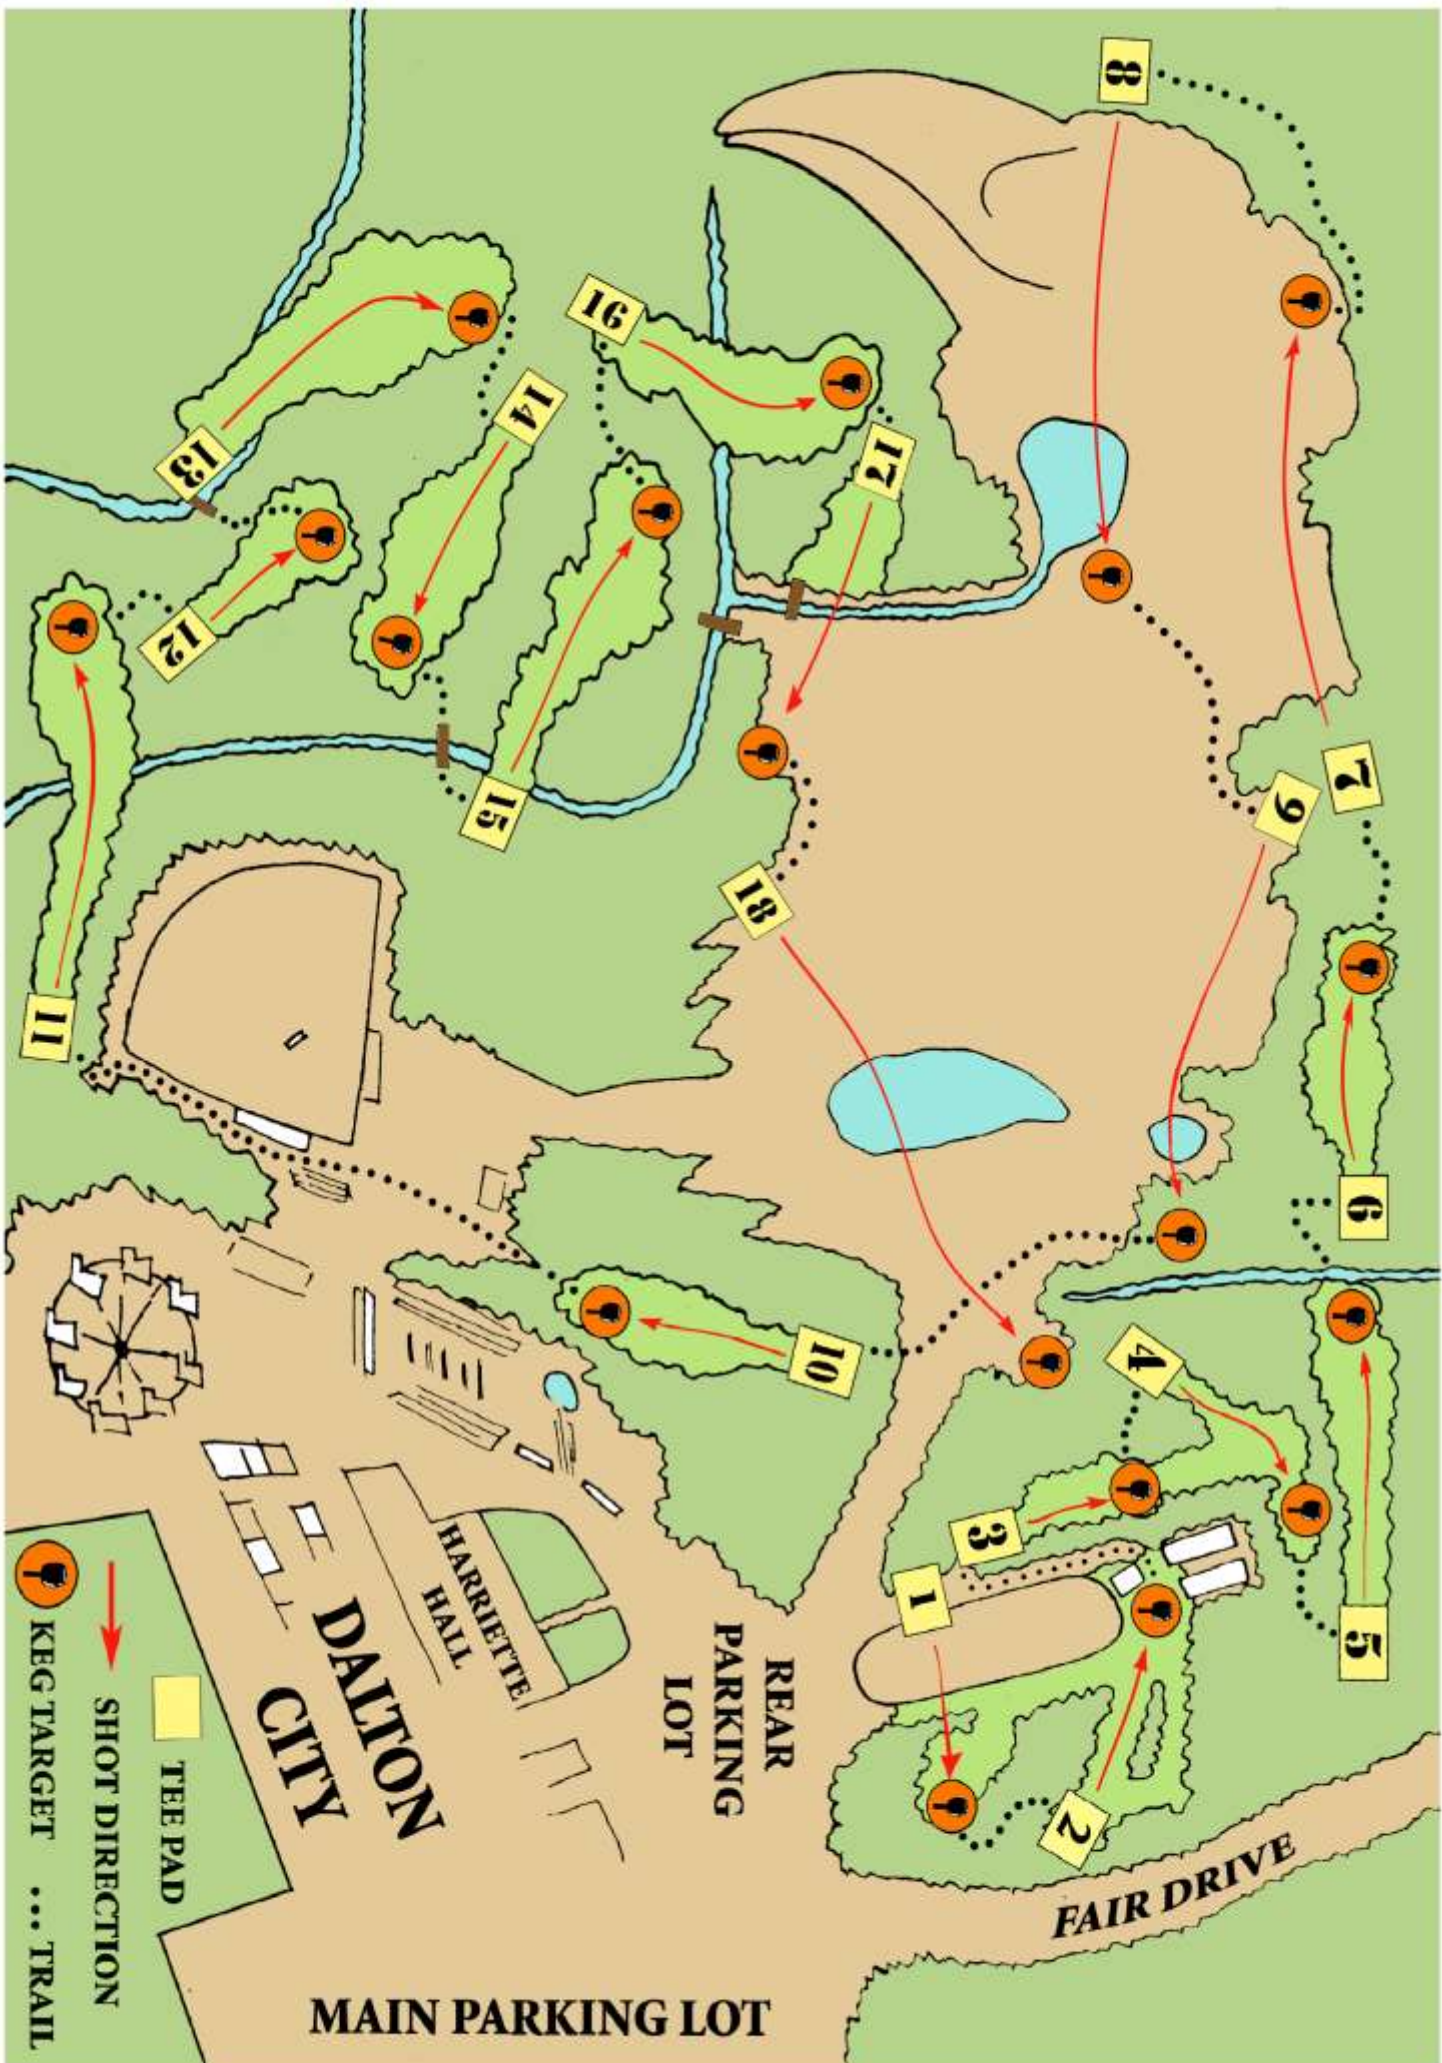 8
16
14
13
17
12
7
9
15
18
11
6
10
4
3
1
5
2
HARRIETTE
HALL
DALTON
CITY
REAR
PARKING
LOT
FAIR DRIVE
MAIN PARKING LOT
TEE PAD
SHOT DIRECTION
KEG TARGET ... TRAIL